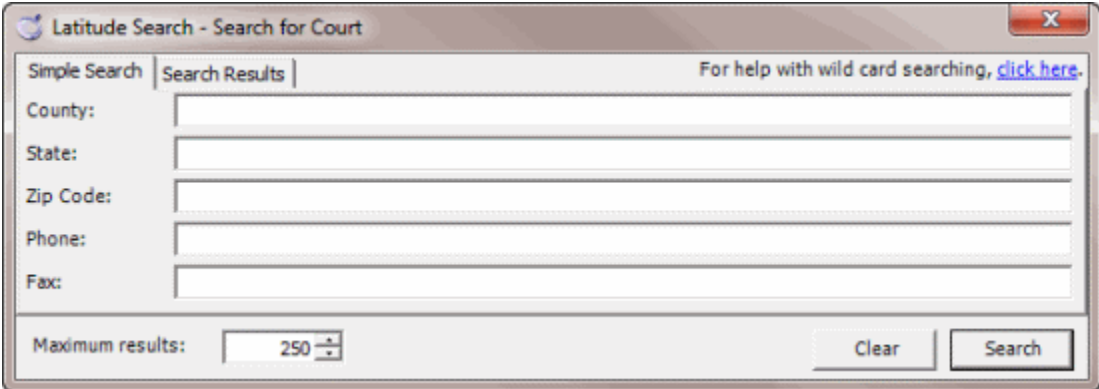 Latitude Search - Search for Court
Simple Search Search Results For help with wild card searching, click here.
County:
State:
Zip Code:
Phone:
Fax:
Maximum results: 250 Clear Search